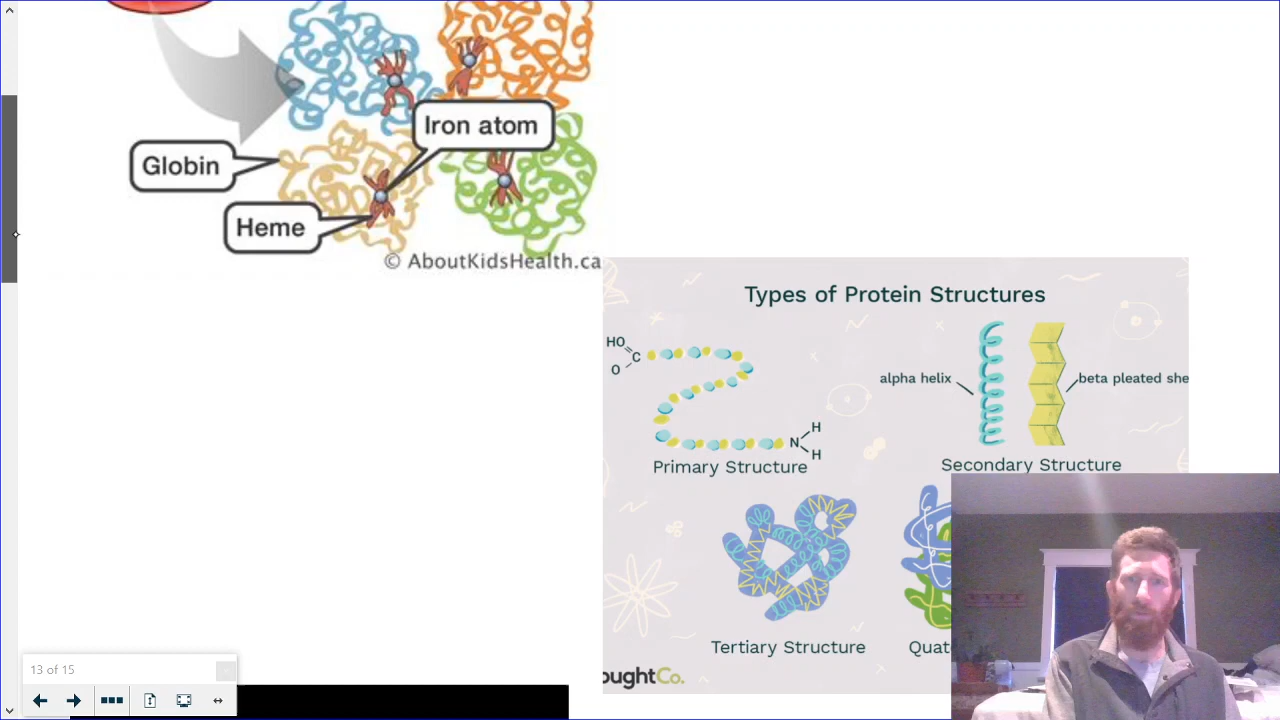 Iron atom
Globin
Heme
© AboutKidsHealth.ca
Types of Protein Structures
HO
C
O
alpha helix
beta pleated she
H
N
H
Primary Structure
Secondary Structure
Tertiary Structure
Quat
oughtCo.
13 of 15